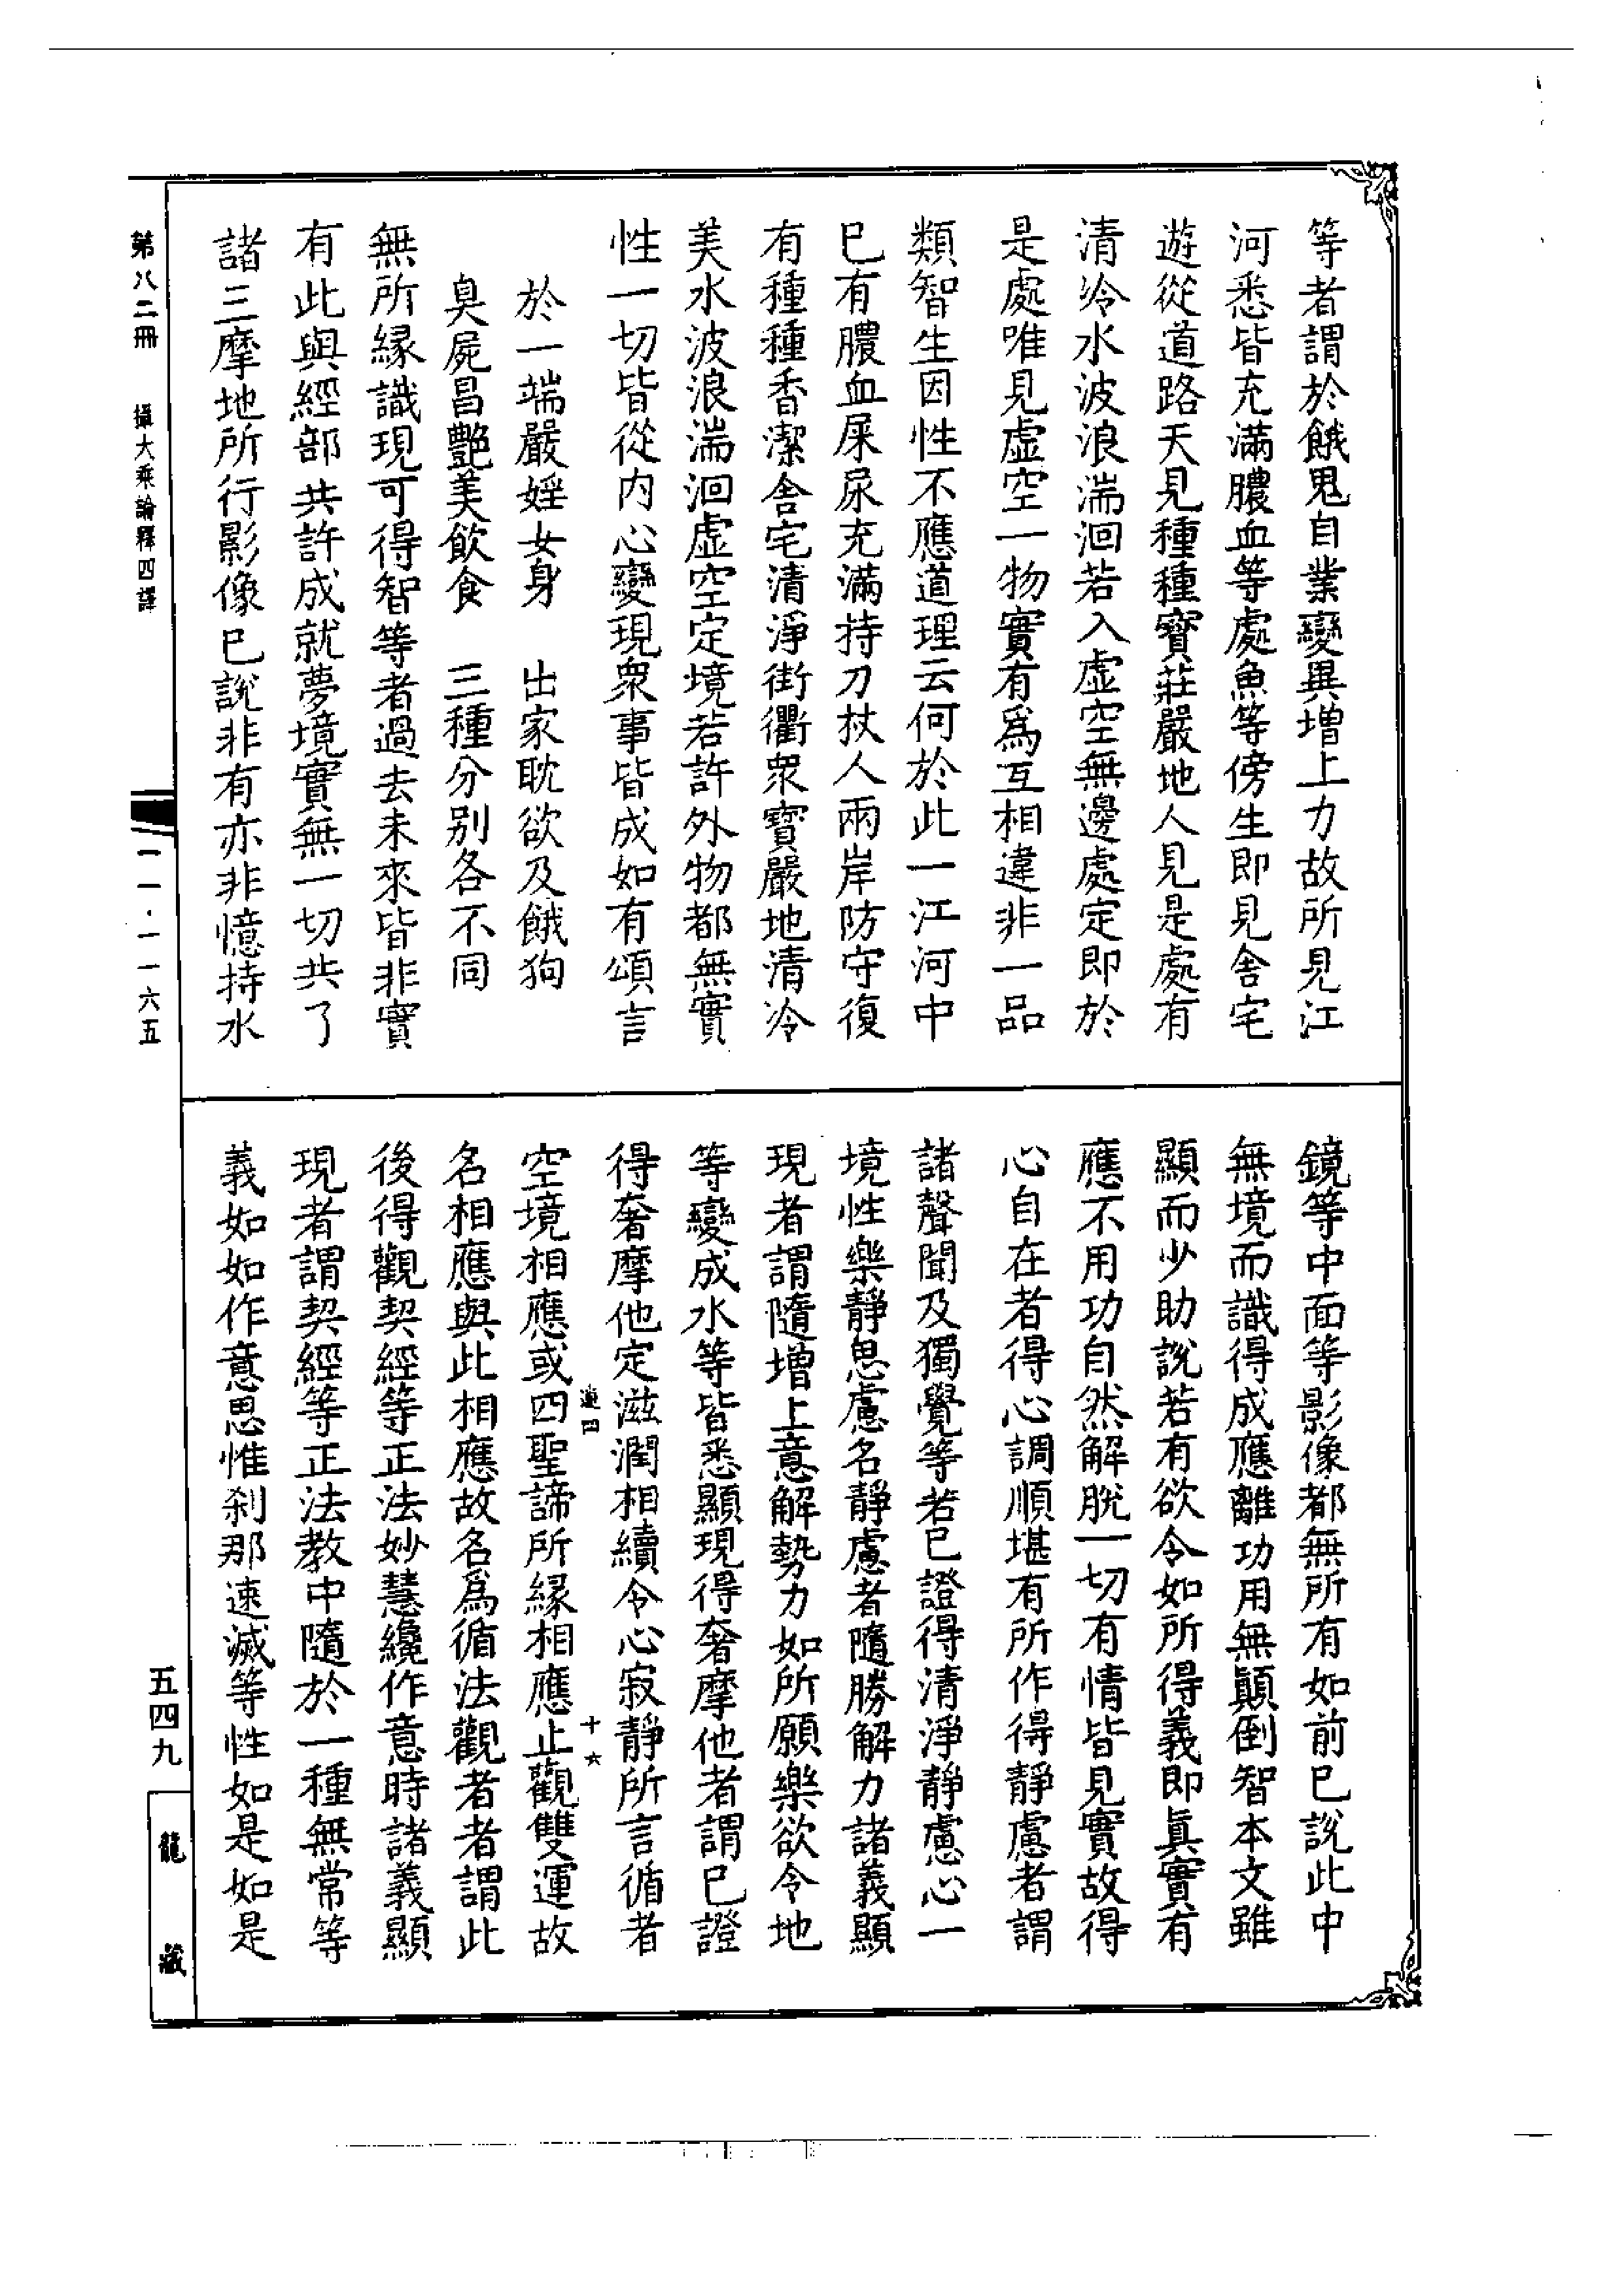 等者謂於餓鬼自業變異增上力故所見江
河悉皆充滿膿血等處魚等傍生即見舍宅
遊從道路天見種種寶莊嚴地人見是處有
清泠水波浪湍洄若入虛空無邊處定即於
是處唯見虛空一物實有爲互相違非一品
類智生因性不應道理云何於此一江河中
巳有膿血屎尿充滿持刀杖人兩岸防守復
有種種香潔舍宅清淨街衢衆寶嚴地清泠
美水波浪湍洄虛空定境若許外物都無實
性一切皆從內心變現衆事皆成如有頌言
於一端嚴婬女身　出家耽欲及餓狗
臭屍昌艷美飲食　三種分別各不同
無所緣識現可得智等者過去未來皆非實
有此與經部共許成就夢境實無一切共了
諸三摩地所行影像巳說非有亦非憶持水
鏡等中面等影像都無所有如前巳說此中
無境而識得成應離功用無顚倒智本文雖
顯而少助說若有欲令如所得義即眞實有
應不用功自然解脫一切有情皆見實故得
心自在者得心調順堪有所作得靜慮者謂
諸聲聞及獨覺等若巳證得清淨靜慮心一
境性樂靜思慮名靜慮者隨勝解力諸義顯
現者謂隨增上意解勢力如所願樂欲令地
等變成水等皆悉顯現得奢摩他者謂巳證
得奢摩他定滋潤相續令心寂靜所言循者
空境相應或四聖諦所緣相應止觀雙運故
名相應與此相應故名爲循法觀者者謂此
後得觀契經等正法妙慧纔作意時諸義顯
現者謂契經等正法教中隨於一種無常等
義如如作意思惟刹那速滅等性如是如是
四
十六
第八二冊　攝大乘論釋四譯
一一·一一六五
五四九
龍藏